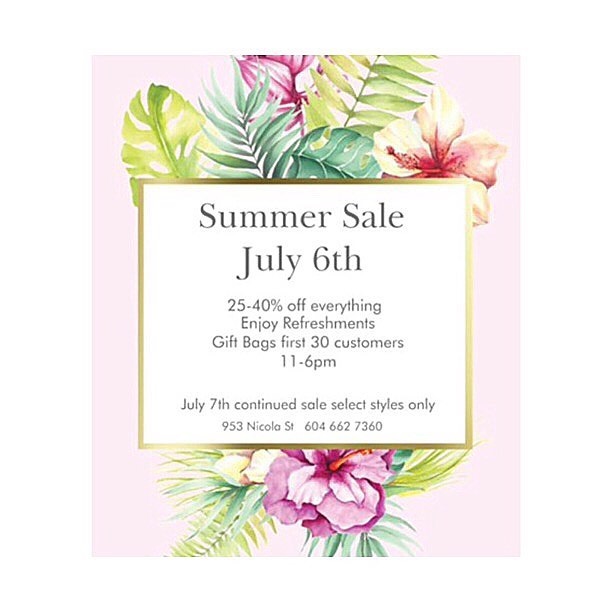 Summer Sale
July 6th
25-40% off everything
Enjoy Refreshments
Gift Bags first 30 customers
11-6pm
July 7th continued sale select styles only
953 Nicola St 604 662 7360